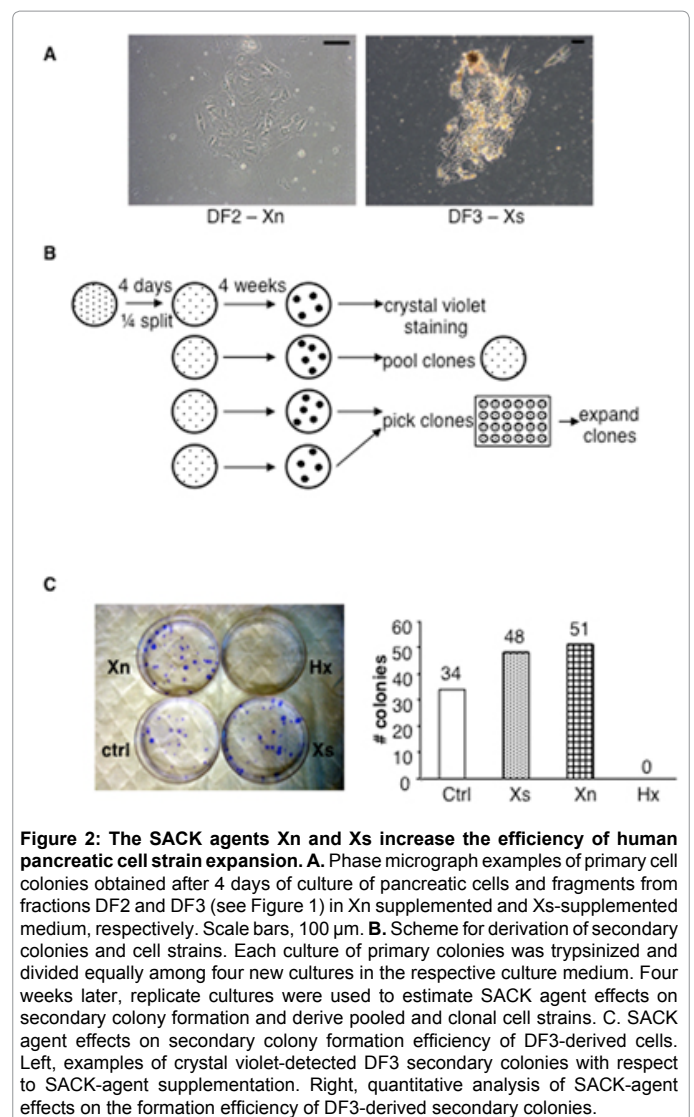 A
DF2 – Xn
DF3 – Xs
B
4 days
¼ split
4 weeks
crystal violet
staining
pool clones
pick clones
expand
clones
C
Xn
Hx
ctrl
Xs
# colonies
60
50
40
30
20
10
0
34
48
51
0
Ctrl
Xs
Xn
Hx
Figure 2: The SACK agents Xn and Xs increase the efficiency of human
pancreatic cell strain expansion. A. Phase micrograph examples of primary cell
colonies obtained after 4 days of culture of pancreatic cells and fragments from
fractions DF2 and DF3 (see Figure 1) in Xn supplemented and Xs-supplemented
medium, respectively. Scale bars, 100 µm. B. Scheme for derivation of secondary
colonies and cell strains. Each culture of primary colonies was trypsinized and
divided equally among four new cultures in the respective culture medium. Four
weeks later, replicate cultures were used to estimate SACK agent effects on
secondary colony formation and derive pooled and clonal cell strains. C. SACK
agent effects on secondary colony formation efficiency of DF3-derived cells.
Left, examples of crystal violet-detected DF3 secondary colonies with respect
to SACK-agent supplementation. Right, quantitative analysis of SACK-agent
effects on the formation efficiency of DF3-derived secondary colonies.